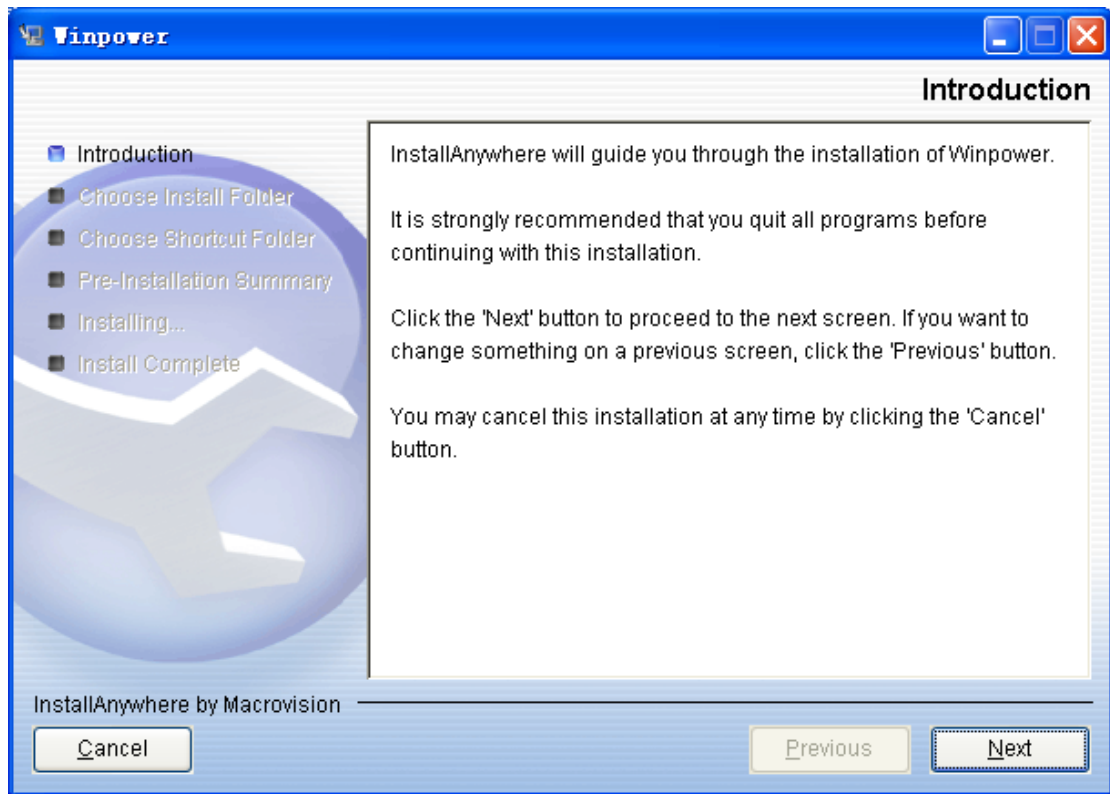 Winpower
Introduction
Introduction
Choose Install Folder
Choose Shortcut Folder
Pre-Installation Summary
Installing...
Install Complete
InstallAnywhere will guide you through the installation of Winpower.
It is strongly recommended that you quit all programs before
continuing with this installation.
Click the 'Next' button to proceed to the next screen. If you want to
change something on a previous screen, click the 'Previous' button.
You may cancel this installation at any time by clicking the 'Cancel'
button.
InstallAnywhere by Macrovision
Cancel
Previous
Next